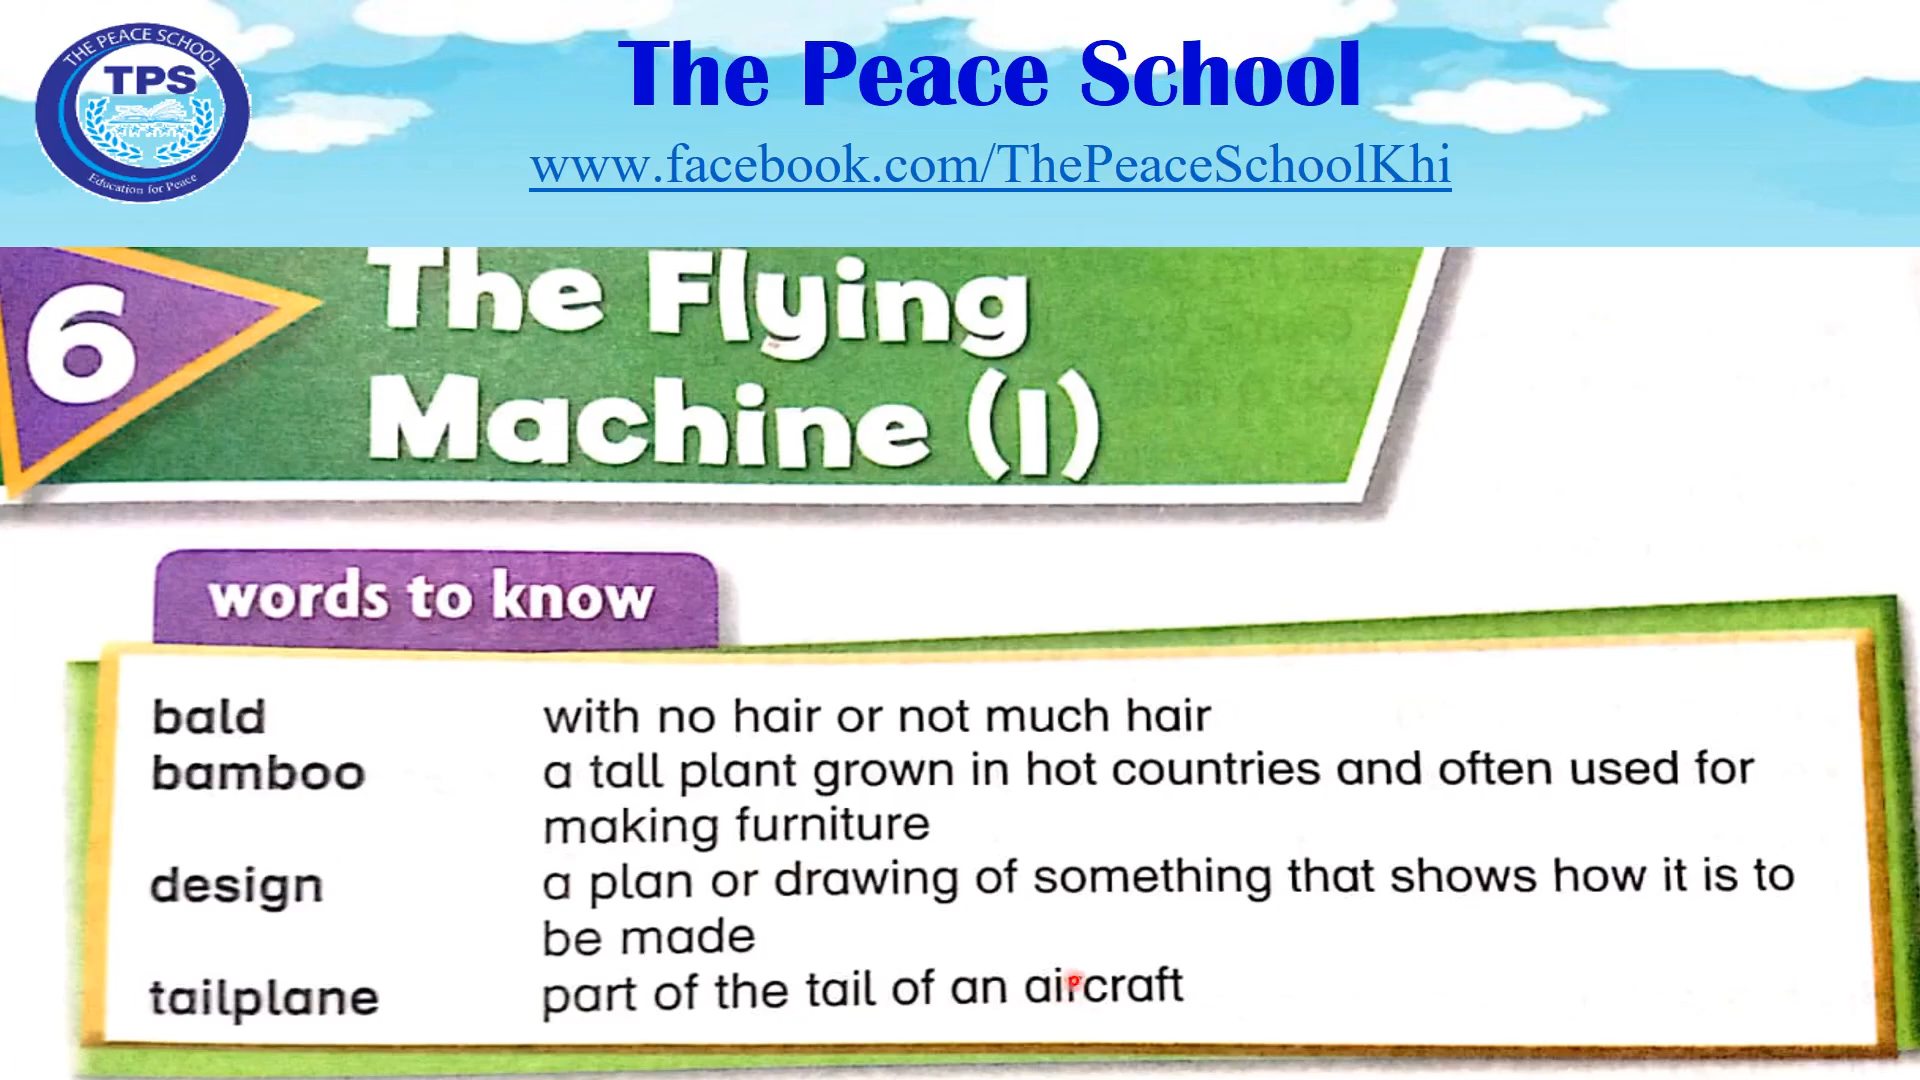 THE PEACE SCHOOL
TPS
Education for Peace
The Peace School
www.facebook.com/ThePeaceSchoolKhi
6
The Flying
Machine (I)
words to know
bald with no hair or not much hair
bamboo a tall plant grown in hot countries and often used for
making furniture
design a plan or drawing of something that shows how it is to
be made
tailplane part of the tail of an aircraft